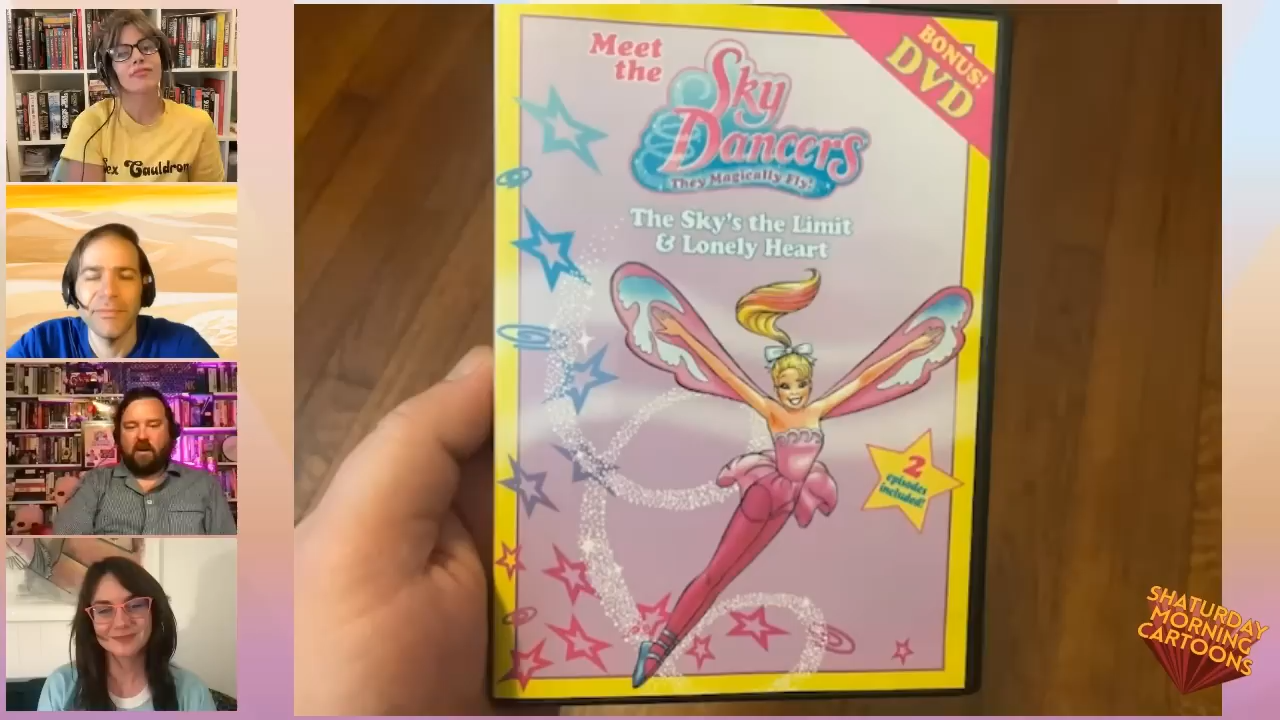 Sex Cauldron
Meet
the
Sky
Dancers
They Magically Fly!
BONUS!
DVD
The Sky's the Limit
& Lonely Heart
2
episodes
included!
SHATURDAY
MORNING
CARTOONS